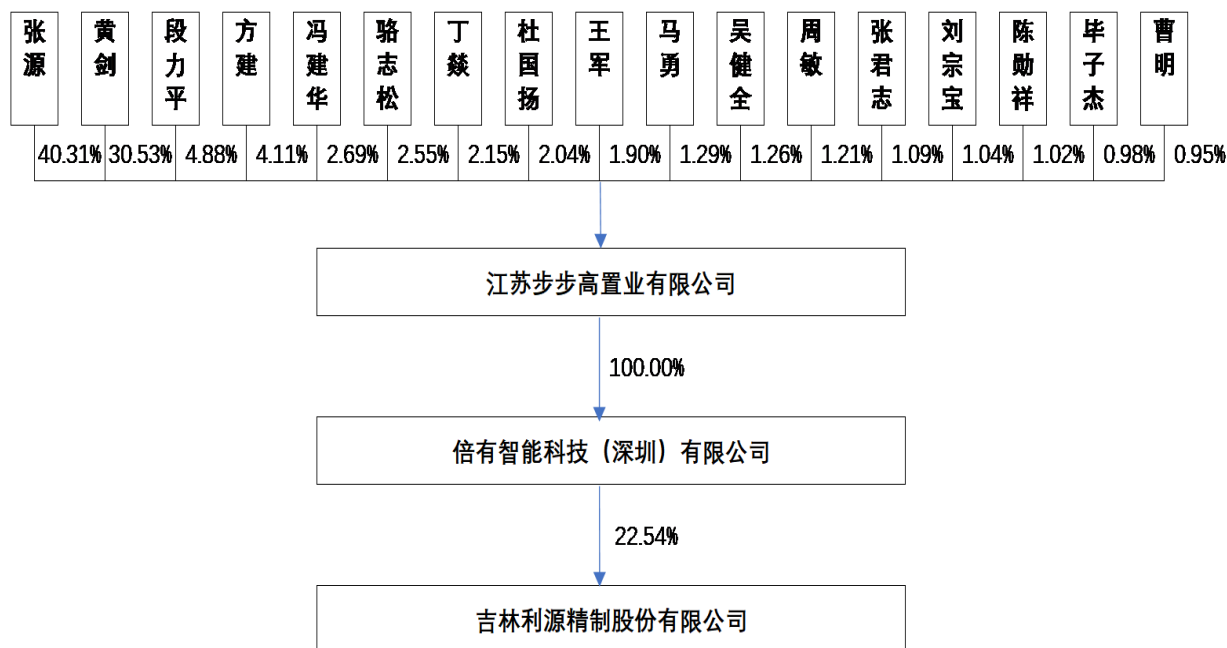 张源
黄剑
段力平
方建
冯建华
骆志松
丁燚
杜国扬
王军
马勇
吴健全
周敏
张君志
刘宗宝
陈勋祥
毕子杰
曹明
40.31%
30.53%
4.88%
4.11%
2.69%
2.55%
2.15%
2.04%
1.90%
1.29%
1.26%
1.21%
1.09%
1.04%
1.02%
0.98%
0.95%
江苏步步高置业有限公司
100.00%
倍有智能科技（深圳）有限公司
22.54%
吉林利源精制股份有限公司